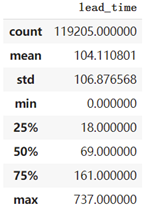 lead_time
count 119205.000000
mean 104.110801
std 106.876568
min 0.000000
25% 18.000000
50% 69.000000
75% 161.000000
max 737.000000